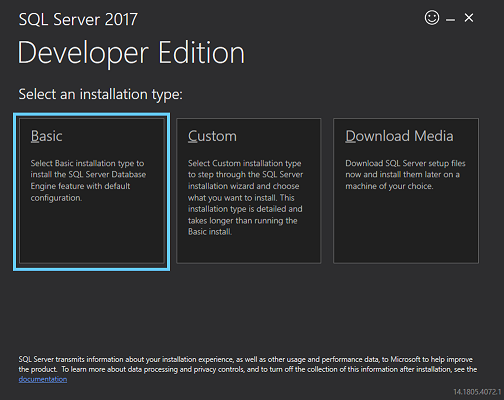 SQL Server 2017
Developer Edition
Select an installation type:
Basic
Select Basic installation type to
install the SQL Server Database
Engine feature with default
configuration.
Custom
Select Custom installation type
to step through the SQL Server
installation wizard and choose
what you want to install. This
installation type is detailed and
takes longer than running the
Basic install.
Download Media
Download SQL Server setup files
now and install them later on a
machine of your choice.
SQL Server transmits information about your installation experience, as well as other usage and performance data, to Microsoft to help improve
the product. To learn more about data processing and privacy controls, and to turn off the collection of this information after installation, see the
documentation
14.1805.4072.1